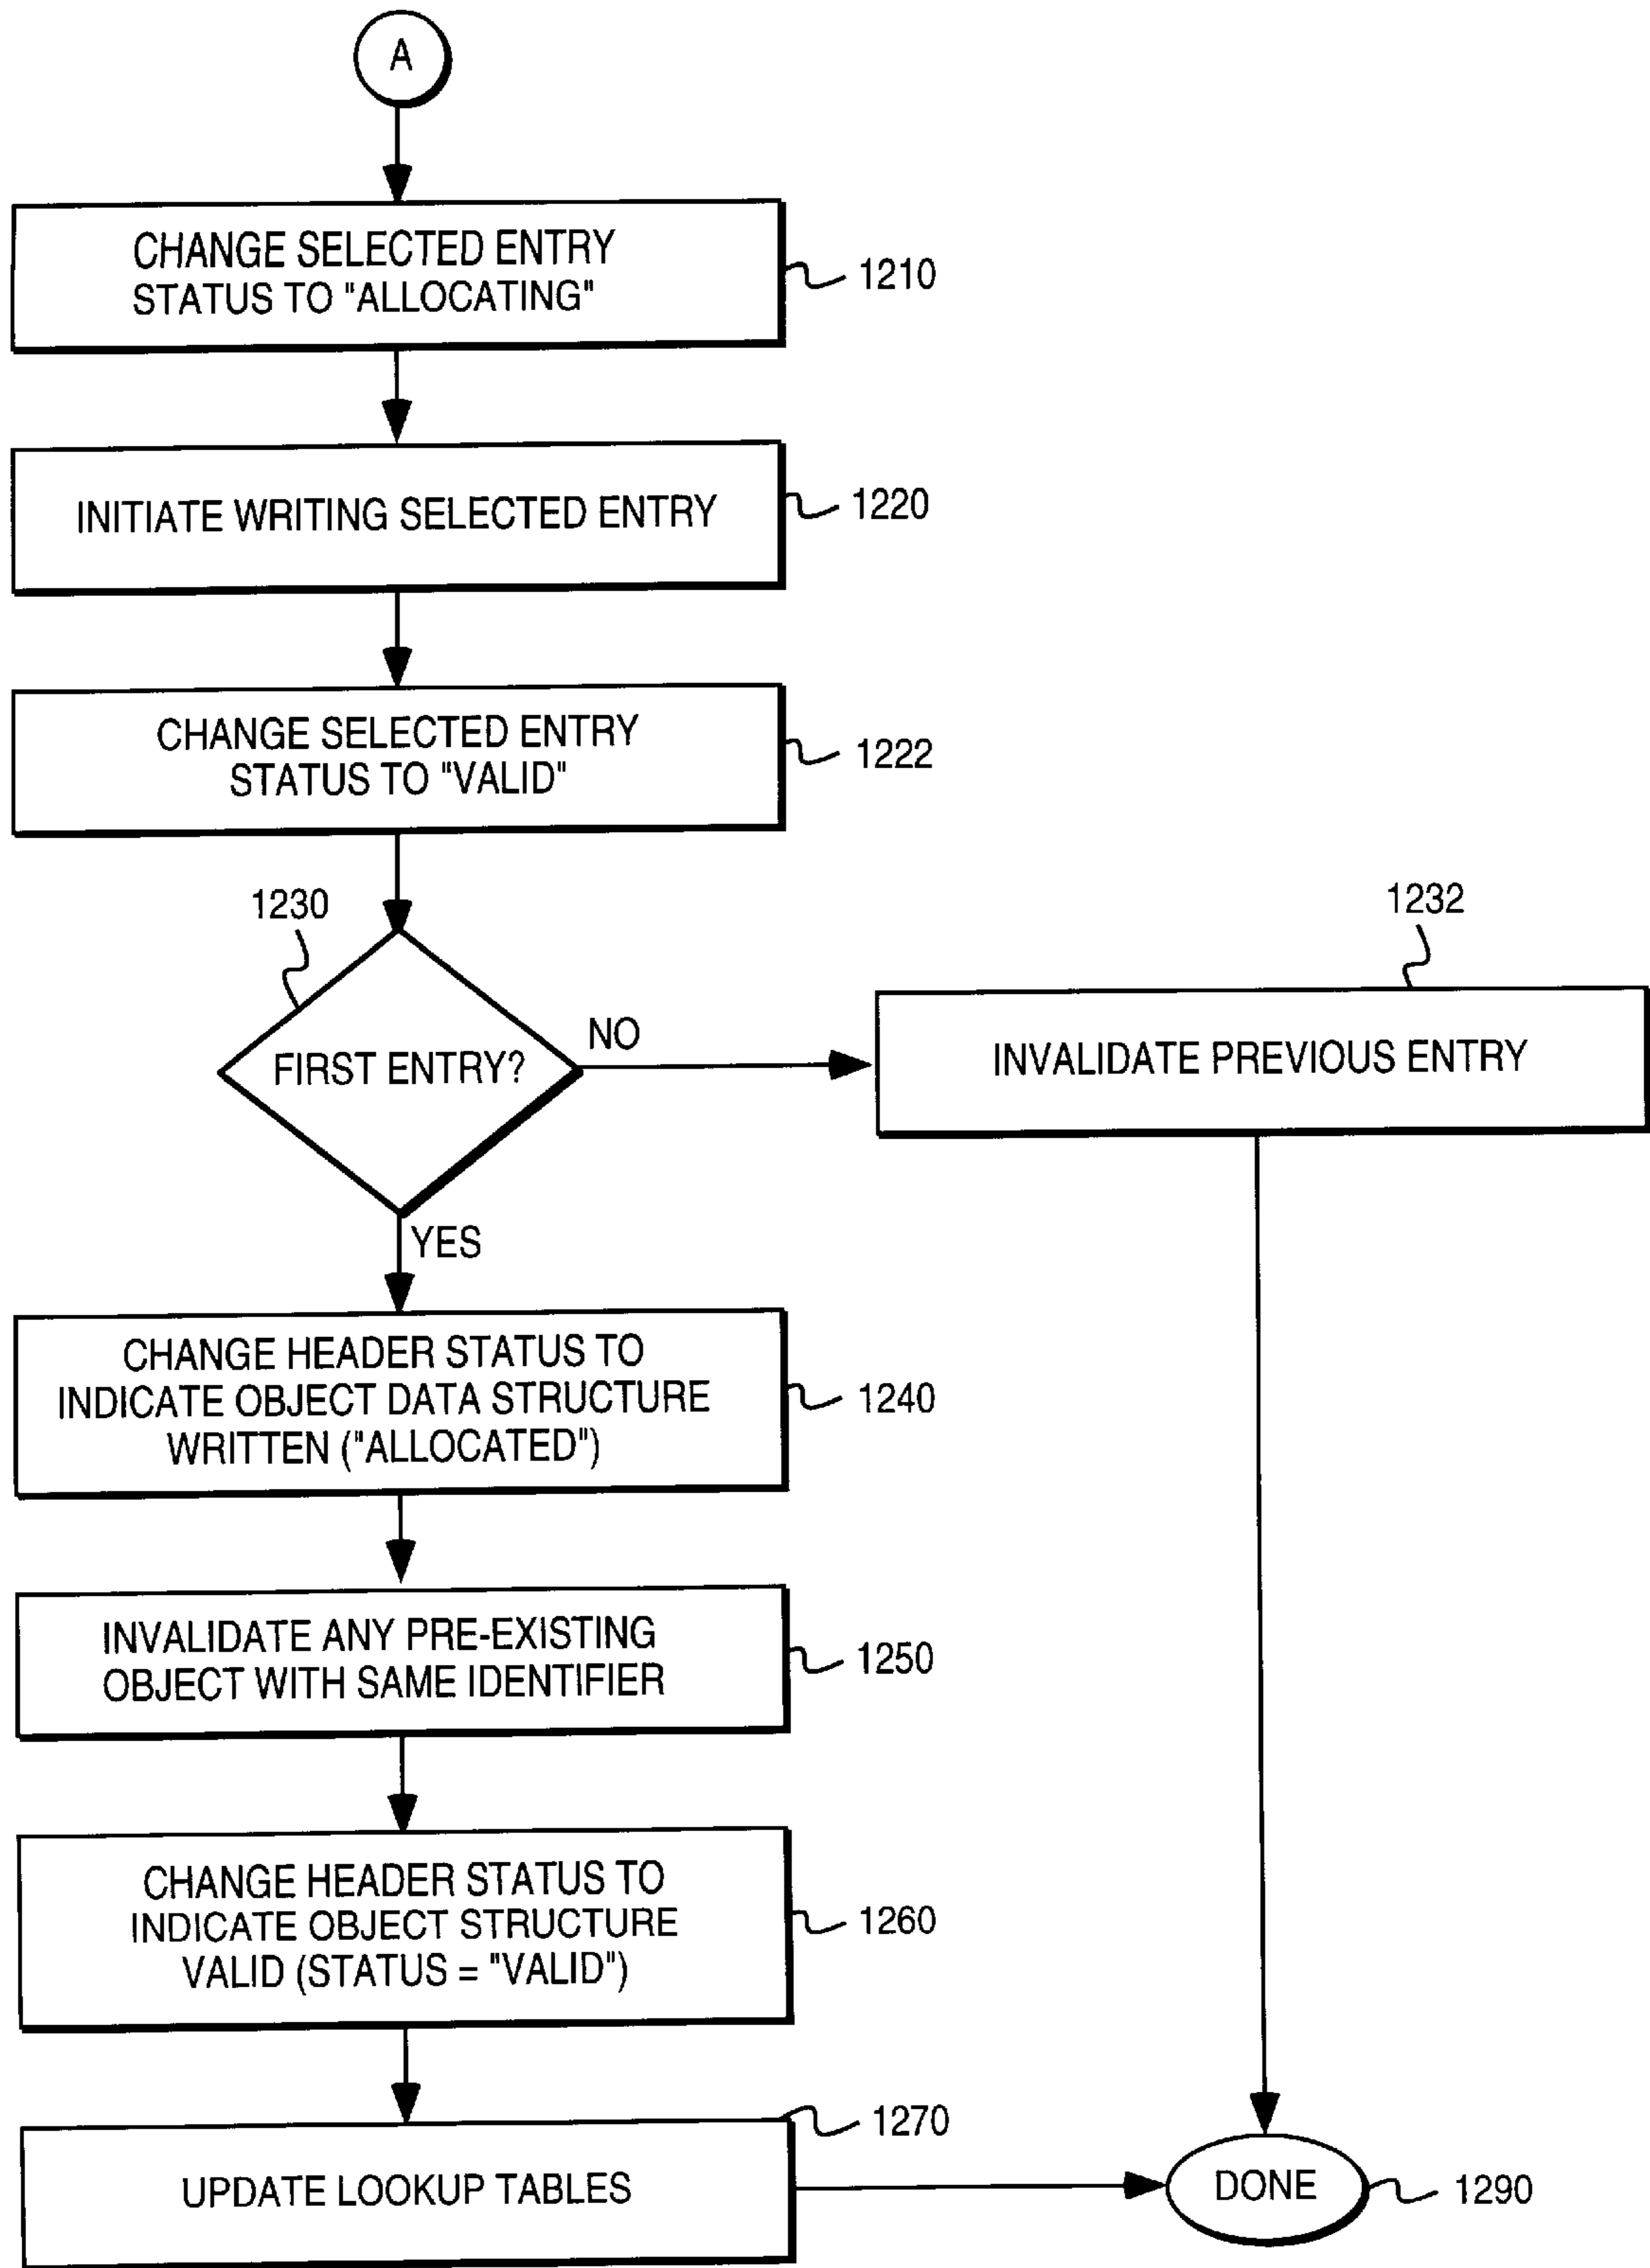 A
CHANGE SELECTED ENTRY
STATUS TO "ALLOCATING"
1210
INITIATE WRITING SELECTED ENTRY
1220
CHANGE SELECTED ENTRY
STATUS TO "VALID"
1222
1230
FIRST ENTRY?
NO
1232
INVALIDATE PREVIOUS ENTRY
YES
CHANGE HEADER STATUS TO
INDICATE OBJECT DATA STRUCTURE
WRITTEN ("ALLOCATED")
1240
INVALIDATE ANY PRE-EXISTING
OBJECT WITH SAME IDENTIFIER
1250
CHANGE HEADER STATUS TO
INDICATE OBJECT STRUCTURE
VALID (STATUS = "VALID")
1260
1270
UPDATE LOOKUP TABLES
DONE
1290